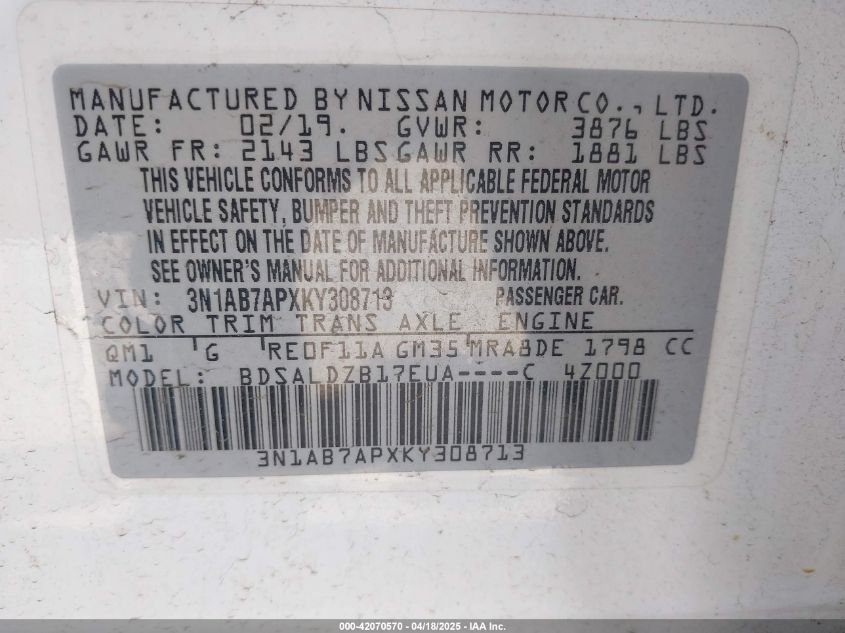 MANUFACTURED BY NISSAN MOTOR CO., LTD.
DATE: 02/19. GVWR: 3876 LBS
GAWR FR: 2143 LBS GAWR RR: 1881 LBS
THIS VEHICLE CONFORMS TO ALL APPLICABLE FEDERAL MOTOR
VEHICLE SAFETY, BUMPER AND THEFT PREVENTION STANDARDS
IN EFFECT ON THE DATE OF MANUFACTURE SHOWN ABOVE.
SEE OWNER'S MANUAL FOR ADDITIONAL INFORMATION.
VIN: 3N1AB7APXKY308713 PASSENGER CAR.
COLOR TRIM TRANS AXLE ENGINE
QM1 G RE0F11A GM35 MRA8DE 1798 CC
MODEL: BDSALDZB17EUA----C 4Z000
3N1AB7APXKY308713
000-42070570 — 04/18/2025 - IAA Inc.